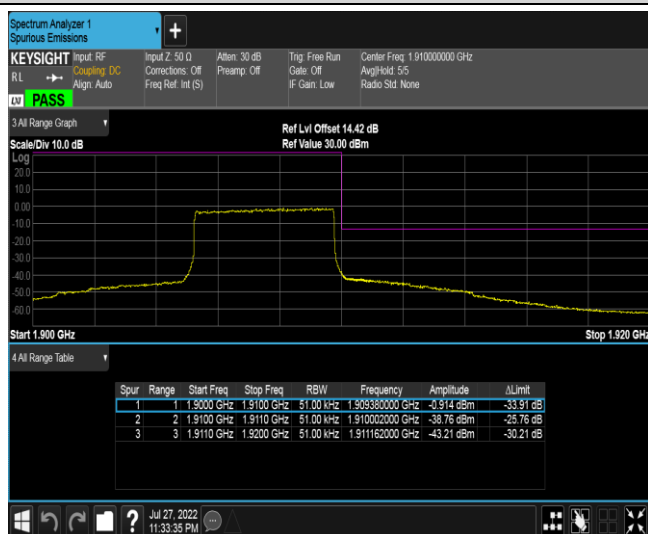 Spectrum Analyzer 1
Spurious Emissions
+
KEYSIGHT Input: RF Input Z: 50 Ω Atten: 30 dB Trig: Free Run Center Freq: 1.910000000 GHz
RL Coupling: DC Corrections: Off Preamp: Off Gate: Off Avg|Hold: 5/5
Align: Auto Freq Ref: Int (S) IF Gain: Low Radio Std: None
LXI PASS
3 All Range Graph
Ref Lvl Offset 14.42 dB
Scale/Div 10.0 dB Ref Value 30.00 dBm
Log
20.0
10.0
0.00
-10.0
-20.0
-30.0
-40.0
-50.0
-60.0
Start 1.900 GHz Stop 1.920 GHz
4 All Range Table
Spur Range Start Freq Stop Freq RBW Frequency Amplitude ΔLimit
1 1 1.9000 GHz 1.9100 GHz 51.00 kHz 1.909380000 GHz -0.914 dBm -33.91 dB
2 2 1.9100 GHz 1.9110 GHz 51.00 kHz 1.910002000 GHz -38.76 dBm -25.76 dB
3 3 1.9110 GHz 1.9200 GHz 51.00 kHz 1.911162000 GHz -43.21 dBm -30.21 dB
? Jul 27, 2022
11:33:35 PM